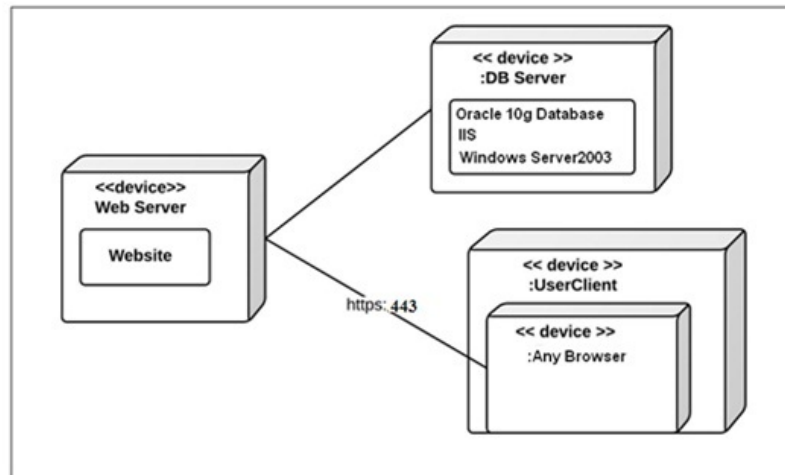 << device >>
:DB Server
Oracle 10g Database
IIS
Windows Server2003
<<device>>
Web Server
Website
https: 443
<< device >>
:UserClient
<< device >>
:Any Browser